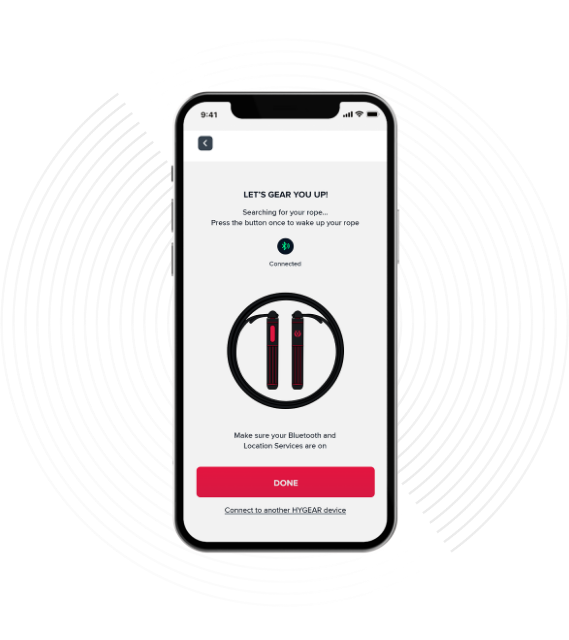 9:41
LET'S GEAR YOU UP!
Searching for your rope...
Press the button once to wake up your rope
Connected
Make sure your Bluetooth and
Location Services are on
DONE
Connect to another HYGEAR device